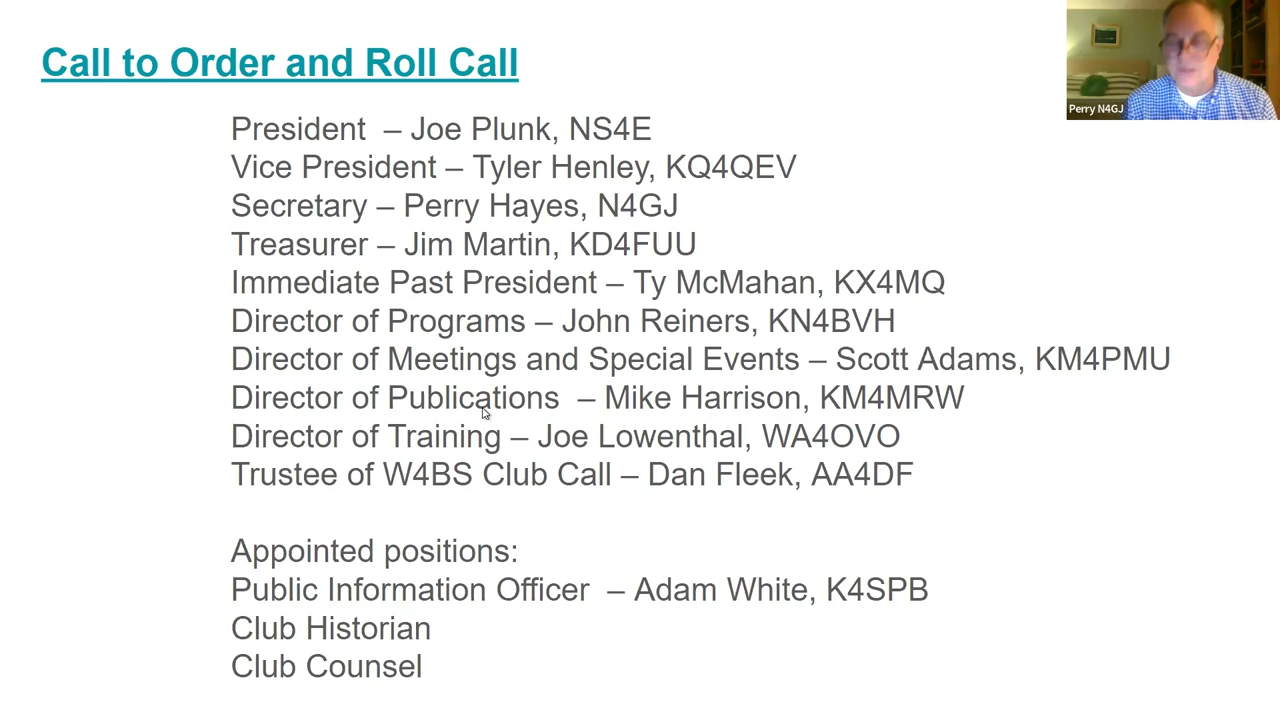 Call to Order and Roll Call
Perry N4GJ
President – Joe Plunk, NS4E
Vice President – Tyler Henley, KQ4QEV
Secretary – Perry Hayes, N4GJ
Treasurer – Jim Martin, KD4FUU
Immediate Past President – Ty McMahan, KX4MQ
Director of Programs – John Reiners, KN4BVH
Director of Meetings and Special Events – Scott Adams, KM4PMU
Director of Publications – Mike Harrison, KM4MRW
Director of Training – Joe Lowenthal, WA4OVO
Trustee of W4BS Club Call – Dan Fleek, AA4DF
Appointed positions:
Public Information Officer – Adam White, K4SPB
Club Historian
Club Counsel